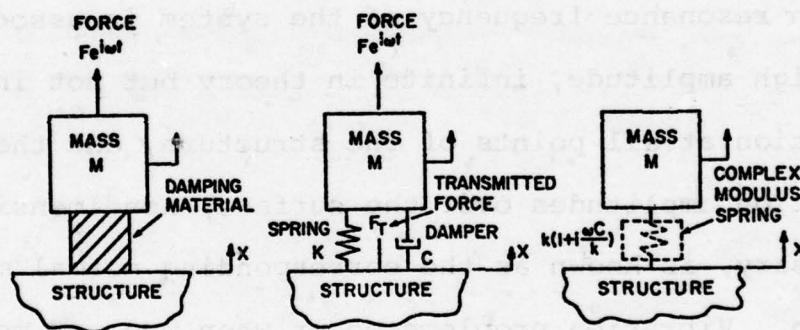 FORCE
Fe^iωt
MASS
M
DAMPING
MATERIAL
X
STRUCTURE
FORCE
Fe^iωt
MASS
M
TRANSMITTED
FORCE
SPRING
F_T
DAMPER
K
C
X
STRUCTURE
MASS
M
COMPLEX
MODULUS
SPRING
k(1+i ωC/k)
X
STRUCTURE